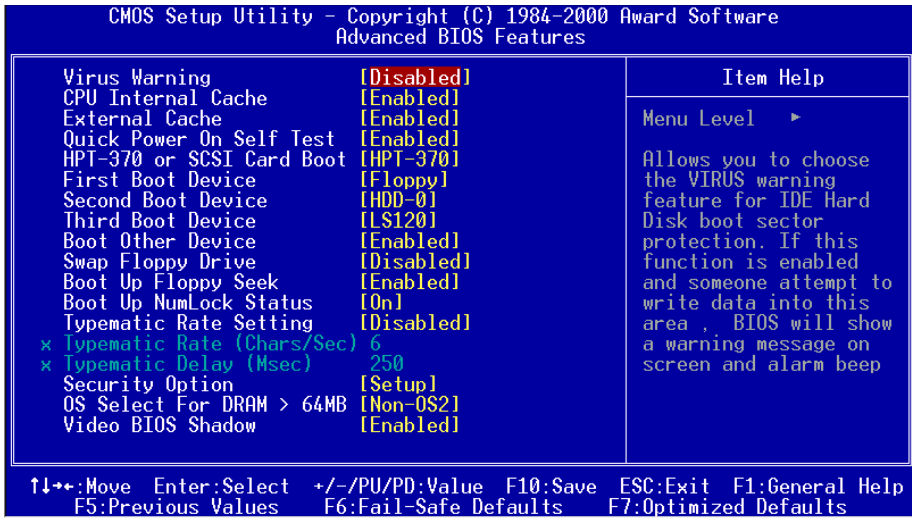 CMOS Setup Utility - Copyright (C) 1984-2000 Award Software
Advanced BIOS Features
Virus Warning [Disabled]
CPU Internal Cache [Enabled]
External Cache [Enabled]
Quick Power On Self Test [Enabled]
HPT-370 or SCSI Card Boot [HPT-370]
First Boot Device [Floppy]
Second Boot Device [HDD-0]
Third Boot Device [LS120]
Boot Other Device [Enabled]
Swap Floppy Drive [Disabled]
Boot Up Floppy Seek [Enabled]
Boot Up NumLock Status [On]
Typematic Rate Setting [Disabled]
x Typematic Rate (Chars/Sec) 6
x Typematic Delay (Msec) 250
Security Option [Setup]
OS Select For DRAM > 64MB [Non-OS2]
Video BIOS Shadow [Enabled]
Item Help
Menu Level ▸
Allows you to choose
the VIRUS warning
feature for IDE Hard
Disk boot sector
protection. If this
function is enabled
and someone attempt to
write data into this
area , BIOS will show
a warning message on
screen and alarm beep
↑↓→←:Move Enter:Select +/-/PU/PD:Value F10:Save ESC:Exit F1:General Help
F5:Previous Values F6:Fail-Safe Defaults F7:Optimized Defaults